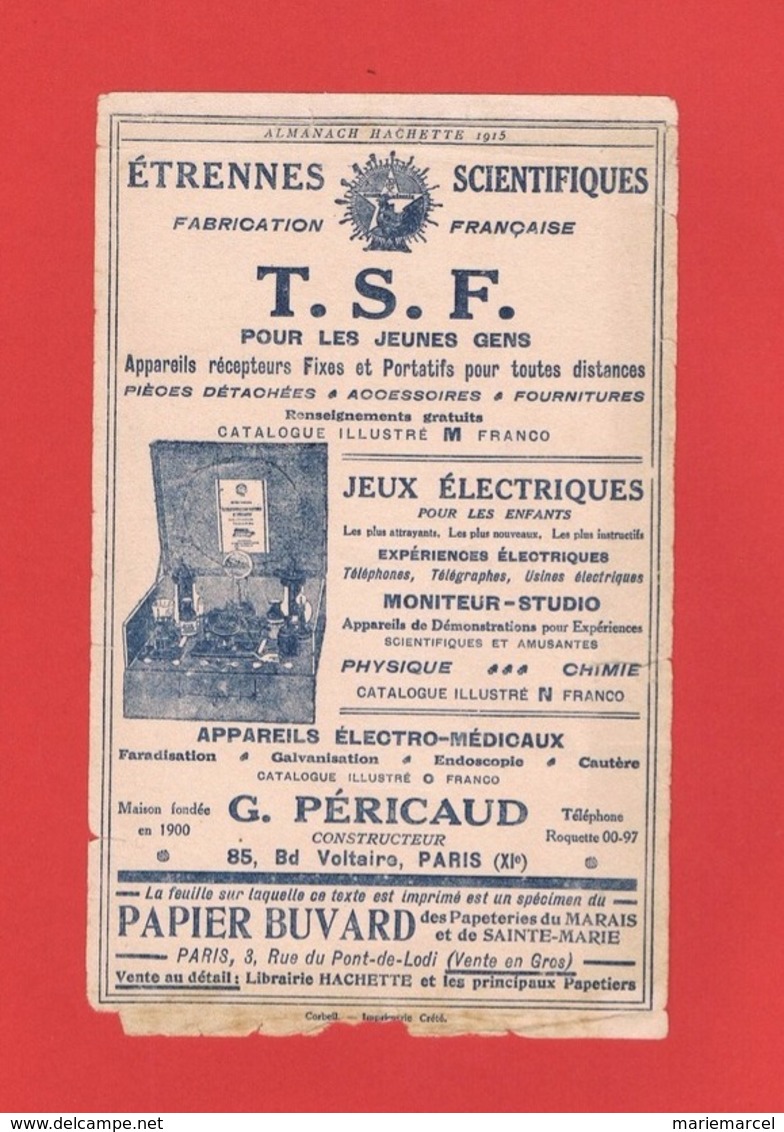 ALMANACH HACHETTE 1915
ÉTRENNES SCIENTIFIQUES
FABRICATION FRANÇAISE
T. S. F.
POUR LES JEUNES GENS
Appareils récepteurs Fixes et Portatifs pour toutes distances
PIÈCES DÉTACHÉES ACCESSOIRES FOURNITURES
Renseignements gratuits
CATALOGUE ILLUSTRÉ M FRANCO
JEUX ÉLECTRIQUES
POUR LES ENFANTS
Les plus attrayants. Les plus nouveaux. Les plus instructifs
EXPÉRIENCES ÉLECTRIQUES
Téléphones, Télégraphes, Usines électriques
MONITEUR-STUDIO
Appareils de Démonstrations pour Expériences
SCIENTIFIQUES ET AMUSANTES
PHYSIQUE CHIMIE
CATALOGUE ILLUSTRÉ N FRANCO
APPAREILS ÉLECTRO-MÉDICAUX
Faradisation Galvanisation Endoscopie Cautère
CATALOGUE ILLUSTRÉ O FRANCO
Maison fondée en 1900
G. PÉRICAUD
CONSTRUCTEUR
Téléphone
Roquette 00-97
85, Bd Voltaire, PARIS (XIe)
La feuille sur laquelle ce texte est imprimé est un spécimen du
PAPIER BUVARD des Papeteries du MARAIS
et de SAINTE-MARIE
PARIS, 3, Rue du Pont-de-Lodi (Vente en Gros)
Vente au détail : Librairie HACHETTE et les principaux Papetiers
Corbeil. — Imprimerie Crété.
www.delcampe.net
mariemarcel